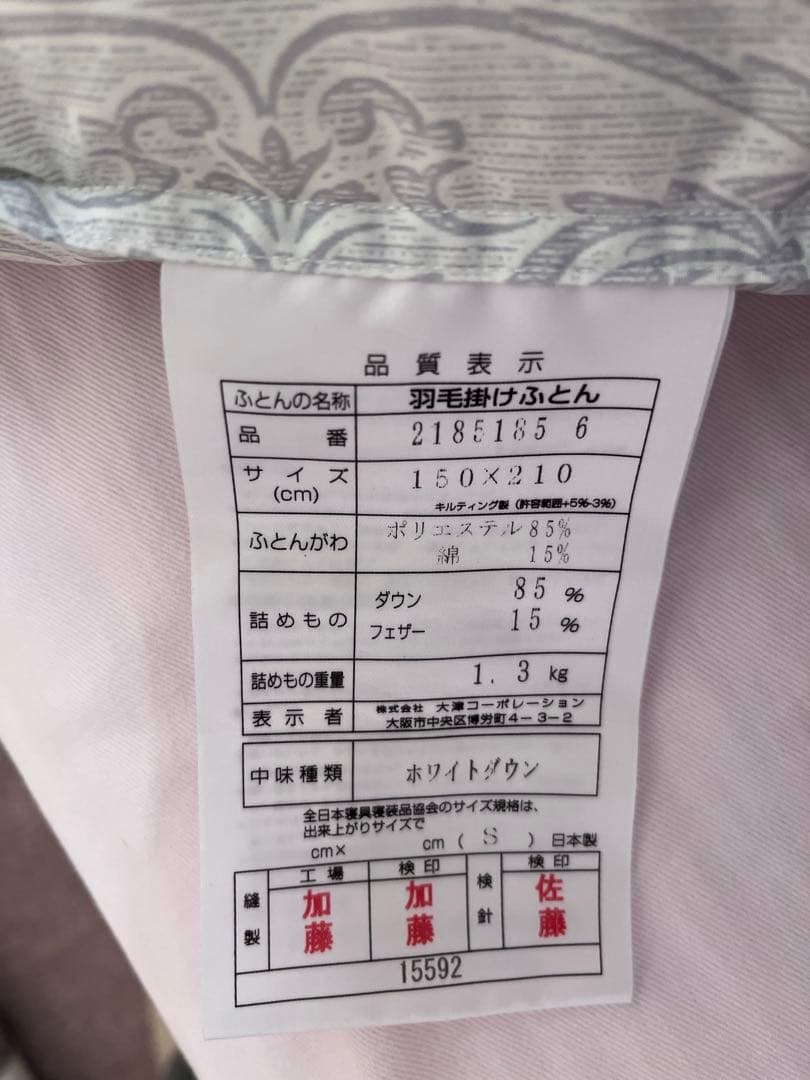 品質表示
ふとんの名称 羽毛掛けふとん
品番 2185185 6
サイズ(cm) 150×210
キルティング製(許容範囲+5%-3%)
ふとんがわ ポリエステル 85%
綿 15%
詰めもの ダウン 85 %
フェザー 15 %
詰めもの重量 1.3 kg
表示者 株式会社 大津コーポレーション
大阪市中央区博労町4-3-2
中味種類 ホワイトダウン
全日本寝具寝装品協会のサイズ規格は、
出来上がりサイズで
cm× cm ( S ) 日本製
縫製 工場 検印 検針 検印
加藤 加藤 佐藤
15592